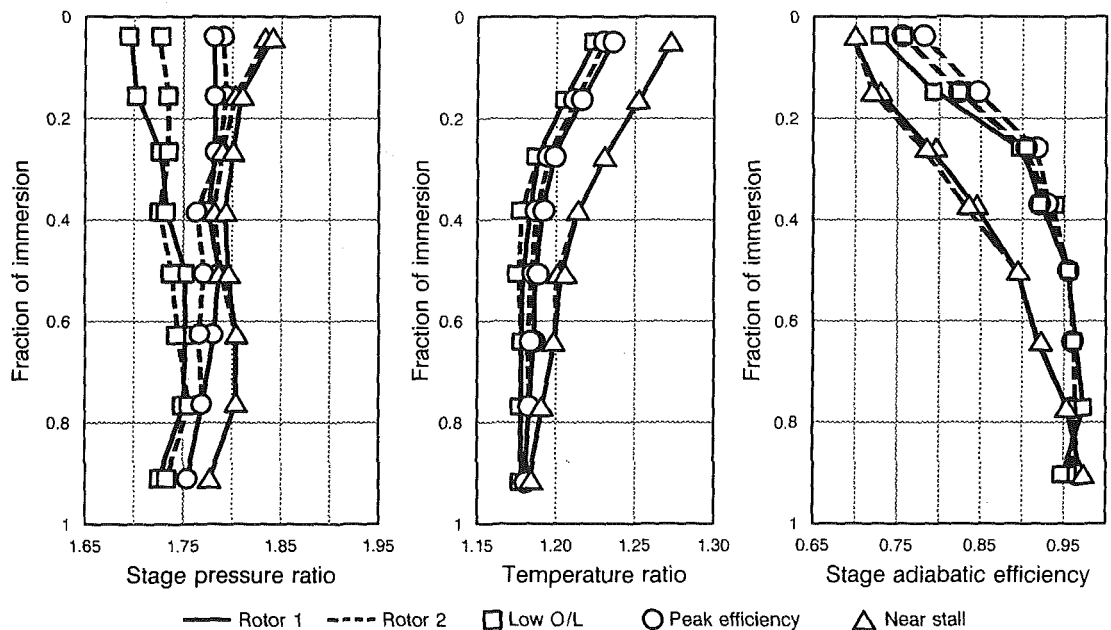 0
0.2
0.4
0.6
0.8
1
Fraction of immersion
1.65 1.75 1.85 1.95
Stage pressure ratio
0
0.2
0.4
0.6
0.8
1
Fraction of immersion
1.15 1.20 1.25 1.30
Temperature ratio
0
0.2
0.4
0.6
0.8
1
Fraction of immersion
0.65 0.75 0.85 0.95
Stage adiabatic efficiency
Rotor 1 Rotor 2 Low O/L Peak efficiency Near stall